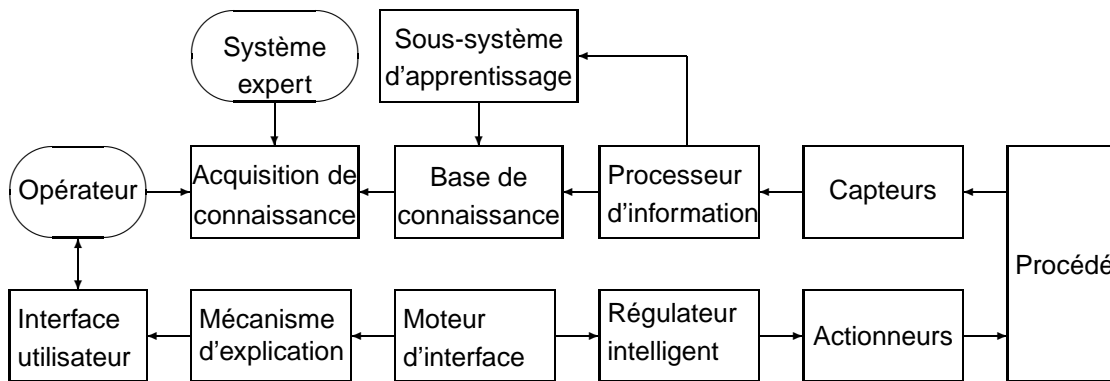 Système
expert
Sous-système
d'apprentissage
Opérateur
Acquisition de
connaissance
Base de
connaissance
Processeur
d'information
Capteurs
Procédé
Interface
utilisateur
Mécanisme
d'explication
Moteur
d'interface
Régulateur
intelligent
Actionneurs